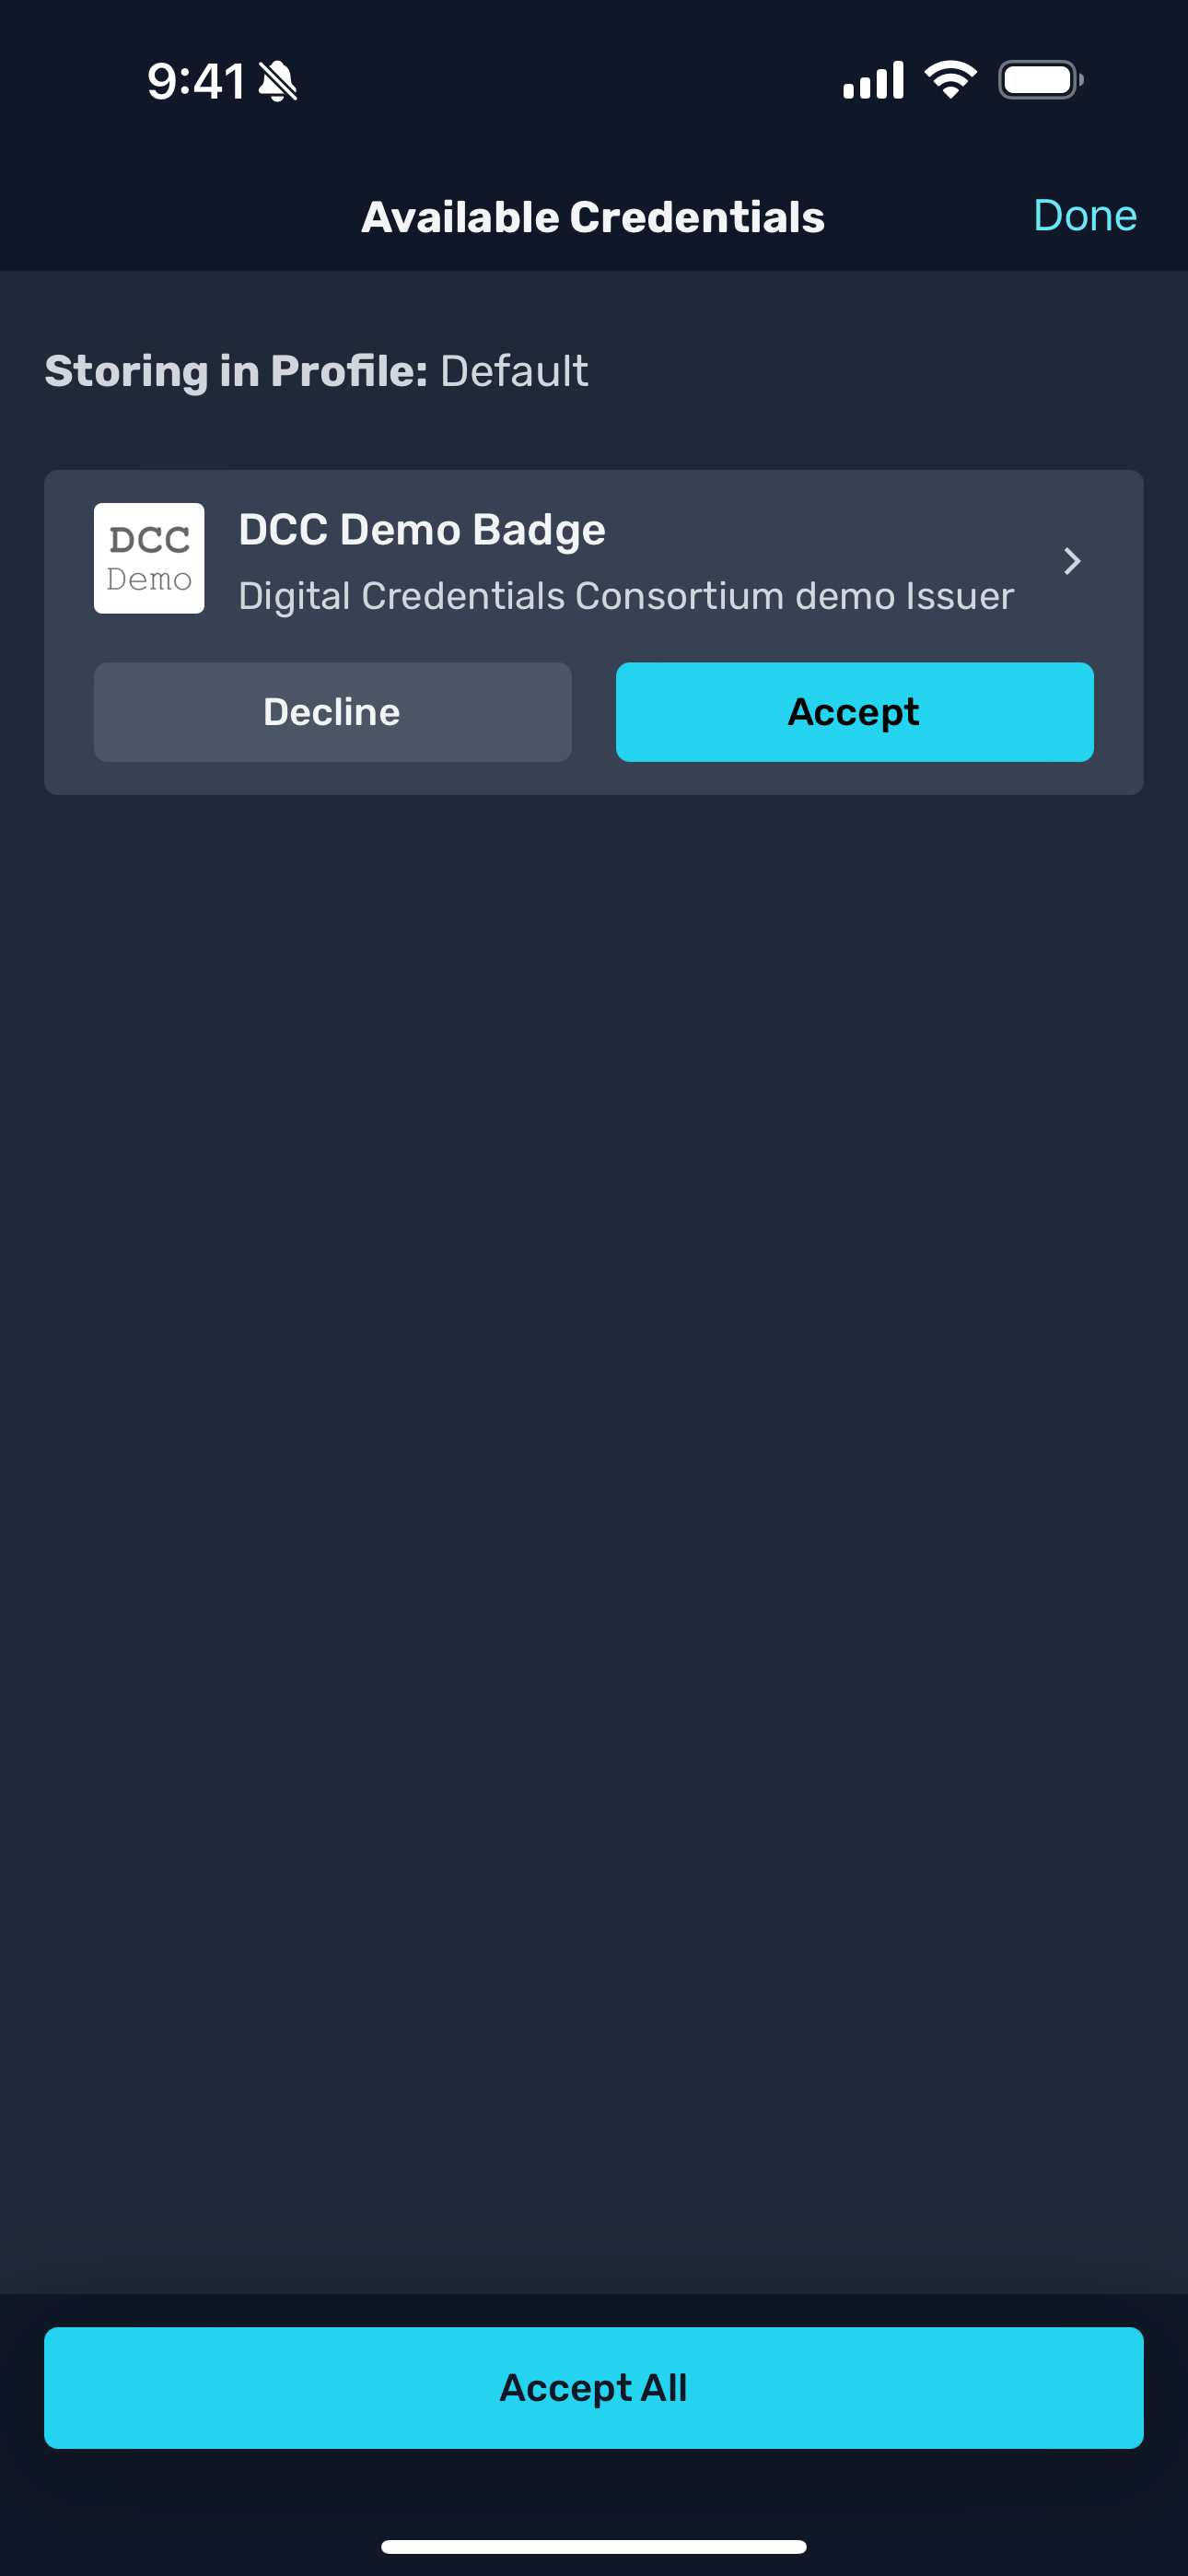 9:41
Available Credentials
Done
Storing in Profile: Default
DCC
Demo
DCC Demo Badge
Digital Credentials Consortium demo Issuer
Decline
Accept
Accept All